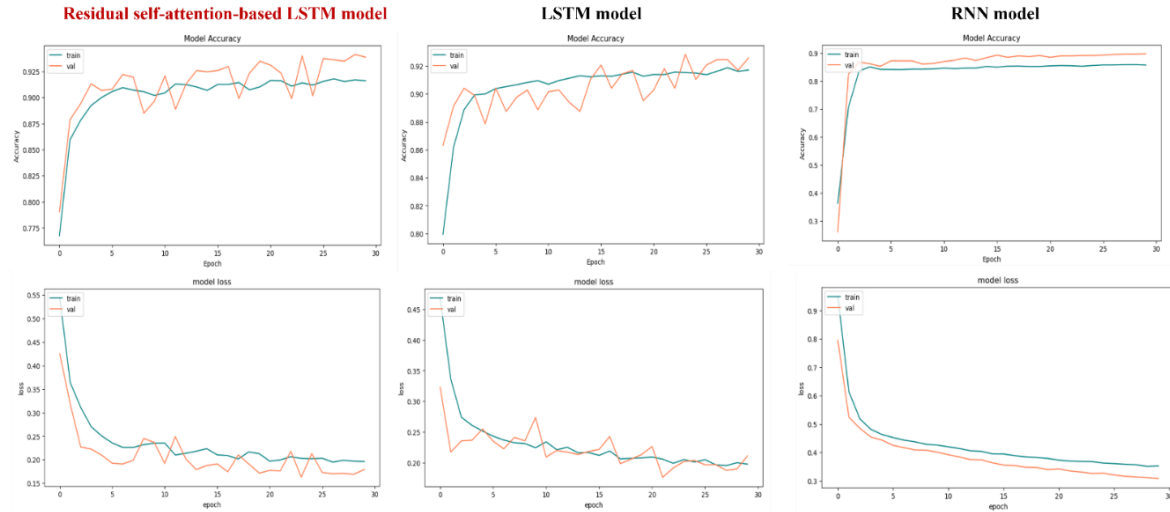 Residual self-attention-based LSTM model
LSTM model
RNN model
Model Accuracy
train
val
Accuracy
0.925
0.900
0.875
0.850
0.825
0.800
0.775
0 5 10 15 20 25 30
Epoch
Model Accuracy
train
val
Accuracy
0.92
0.90
0.88
0.86
0.84
0.82
0.80
0 5 10 15 20 25 30
Epoch
Model Accuracy
train
val
Accuracy
0.9
0.8
0.7
0.6
0.5
0.4
0.3
0 5 10 15 20 25 30
Epoch
model loss
train
val
loss
0.55
0.50
0.45
0.40
0.35
0.30
0.25
0.20
0.15
0 5 10 15 20 25 30
epoch
model loss
train
val
loss
0.45
0.40
0.35
0.30
0.25
0.20
0 5 10 15 20 25 30
epoch
model loss
train
val
loss
0.9
0.8
0.7
0.6
0.5
0.4
0.3
0 5 10 15 20 25 30
epoch